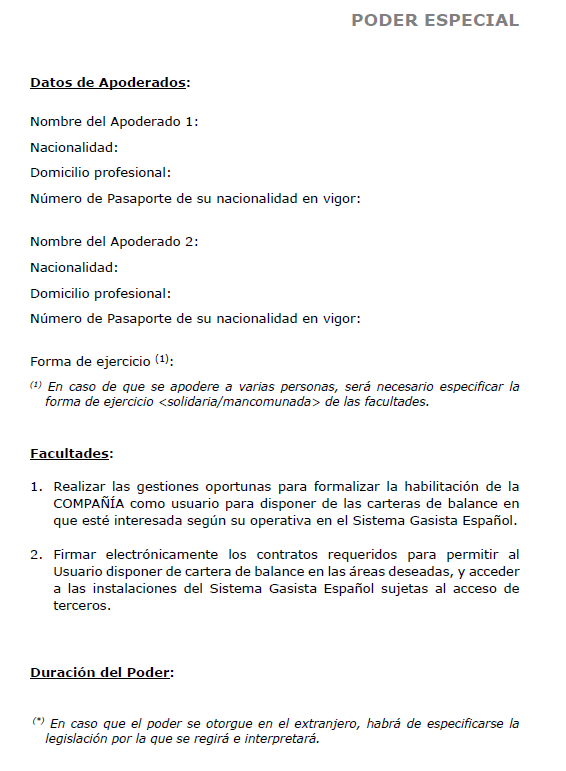 PODER ESPECIAL
Datos de Apoderados:
Nombre del Apoderado 1:
Nacionalidad:
Domicilio profesional:
Número de Pasaporte de su nacionalidad en vigor:
Nombre del Apoderado 2:
Nacionalidad:
Domicilio profesional:
Número de Pasaporte de su nacionalidad en vigor:
Forma de ejercicio (1):
(1) En caso de que se apodere a varias personas, será necesario especificar la
forma de ejercicio <solidaria/mancomunada> de las facultades.
Facultades:
1. Realizar las gestiones oportunas para formalizar la habilitación de la
COMPAÑÍA como usuario para disponer de las carteras de balance en
que esté interesada según su operativa en el Sistema Gasista Español.
2. Firmar electrónicamente los contratos requeridos para permitir al
Usuario disponer de cartera de balance en las áreas deseadas, y acceder
a las instalaciones del Sistema Gasista Español sujetas al acceso de
terceros.
Duración del Poder:
(*) En caso que el poder se otorgue en el extranjero, habrá de especificarse la
legislación por la que se regirá e interpretará.